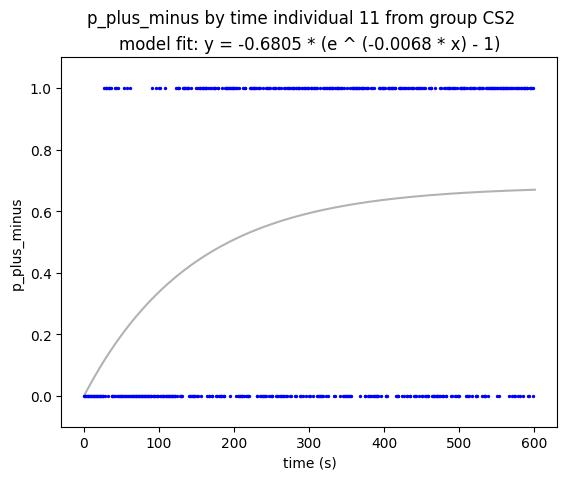 p_plus_minus by time individual 11 from group CS2
model fit: y = -0.6805 * (e ^ (-0.0068 * x) - 1)
1.0
0.8
0.6
0.4
0.2
0.0
p_plus_minus
0 100 200 300 400 500 600
time (s)